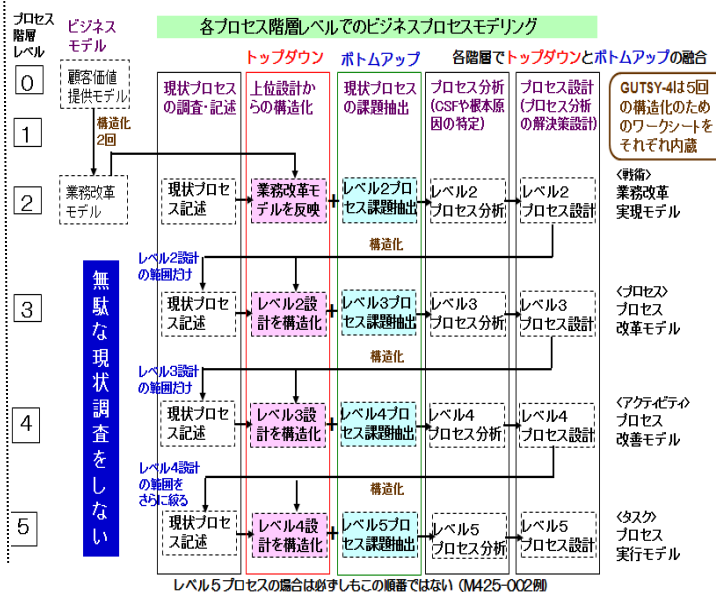 プロセス
階層
レベル
ビジネス
モデル
各プロセス階層レベルでのビジネスプロセスモデリング
トップダウン
ボトムアップ
各階層でトップダウンとボトムアップの融合
0
顧客価値
提供モデル
現状プロセス
の調査・記述
上位設計か
らの構造化
現状プロセス
の課題抽出
プロセス分析
(CSFや根本原
因の特定)
プロセス設計
(プロセス分析
の解決策設計)
GUTSY-4は5回
の構造化のため
のワークシートを
それぞれ内蔵
1
構造化
2回
2
業務改革
モデル
現状プロセ
ス記述
業務改革モ
デルを反映
+
レベル2プロ
セス課題抽出
レベル2
プロセス分析
レベル2
プロセス設計
〈戦術〉
業務改革
実現モデル
構造化
レベル2設計
の範囲だけ
無駄な現状調査をしない
3
現状プロセ
ス記述
レベル2設
計を構造化
+
レベル3プロ
セス課題抽出
レベル3
プロセス分析
レベル3
プロセス設計
〈プロセス〉
プロセス
改革モデル
構造化
レベル3設計
の範囲だけ
4
現状プロセ
ス記述
レベル3設
計を構造化
+
レベル4プロ
セス課題抽出
レベル4
プロセス分析
レベル4
プロセス設計
〈アクティビティ〉
プロセス
改善モデル
構造化
レベル4設計
の範囲を
さらに絞る
5
現状プロセ
ス記述
レベル4設
計を構造化
+
レベル5プロ
セス課題抽出
レベル5
プロセス分析
レベル5
プロセス設計
〈タスク〉
プロセス
実行モデル
レベル5プロセスの場合は必ずしもこの順番ではない (M425-002例)